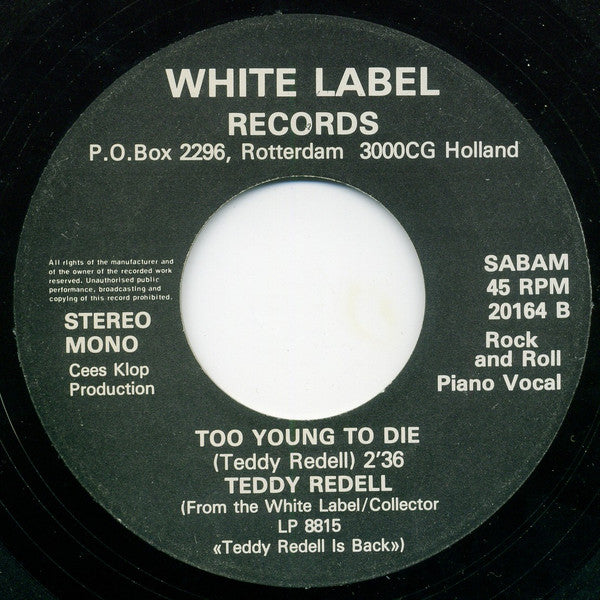 WHITE LABEL
RECORDS
P.O.Box 2296, Rotterdam 3000CG Holland
All rights of the manufacturer and
of the owner of the recorded work
reserved. Unauthorised public
performance, broadcasting and
copying of this record prohibited.
STEREO
MONO
Cees Klop
Production
SABAM
45 RPM
20164 B
Rock
and Roll
Piano Vocal
TOO YOUNG TO DIE
(Teddy Redell) 2'36
TEDDY REDELL
(From the White Label/Collector
LP 8815
«Teddy Redell Is Back»)